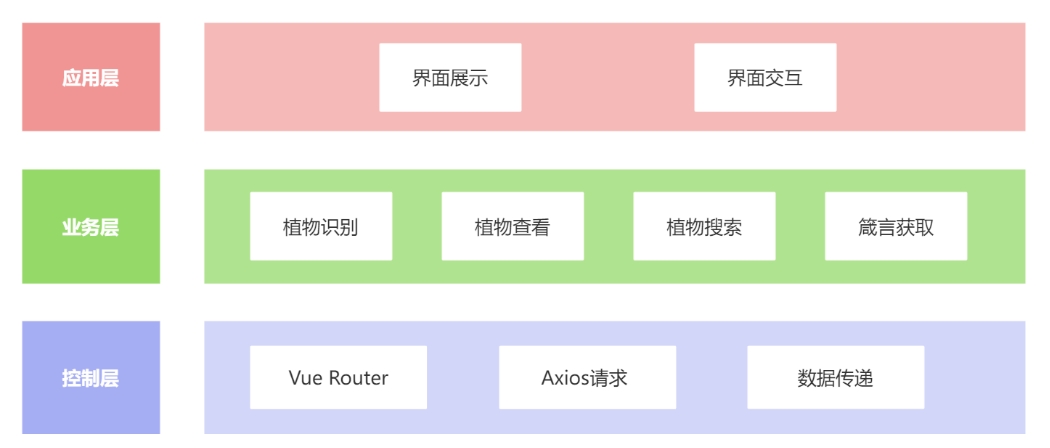 应用层
界面展示
界面交互
业务层
植物识别
植物查看
植物搜索
箴言获取
控制层
Vue Router
Axios请求
数据传递